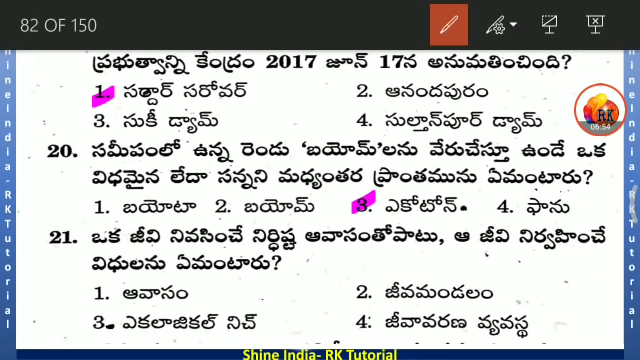 82 OF 150
ప్రభుత్వాన్ని కేంద్రం 2017 జూన్ 17న అనుమతించింది?
1. సర్దార్ సరోవర్ 2. ఆనందపురం
3. సుకీ డ్యామ్ 4. సుల్తాన్‌పూర్ డ్యామ్
RK
06:54
20. సమీపంలో ఉన్న రెండు 'బయోమ్'లను వేరుచేస్తూ ఉండే ఒక
విధమైన లేదా సన్నని మధ్యంతర ప్రాంతమును ఏమంటారు?
1. బయోటా 2. బయోమ్ 3. ఎకోటోన్ 4. ఫాను
21. ఒక జీవి నివసించే నిర్ధిష్ట ఆవాసంతోపాటు, ఆ జీవి నిర్వహించే
విధులను ఏమంటారు?
1. ఆవాసం 2. జీవమండలం
3. ఎకలాజికల్ నిచ్ 4. జీవావరణ వ్యవస్థ
Shine India- RK Tutorial